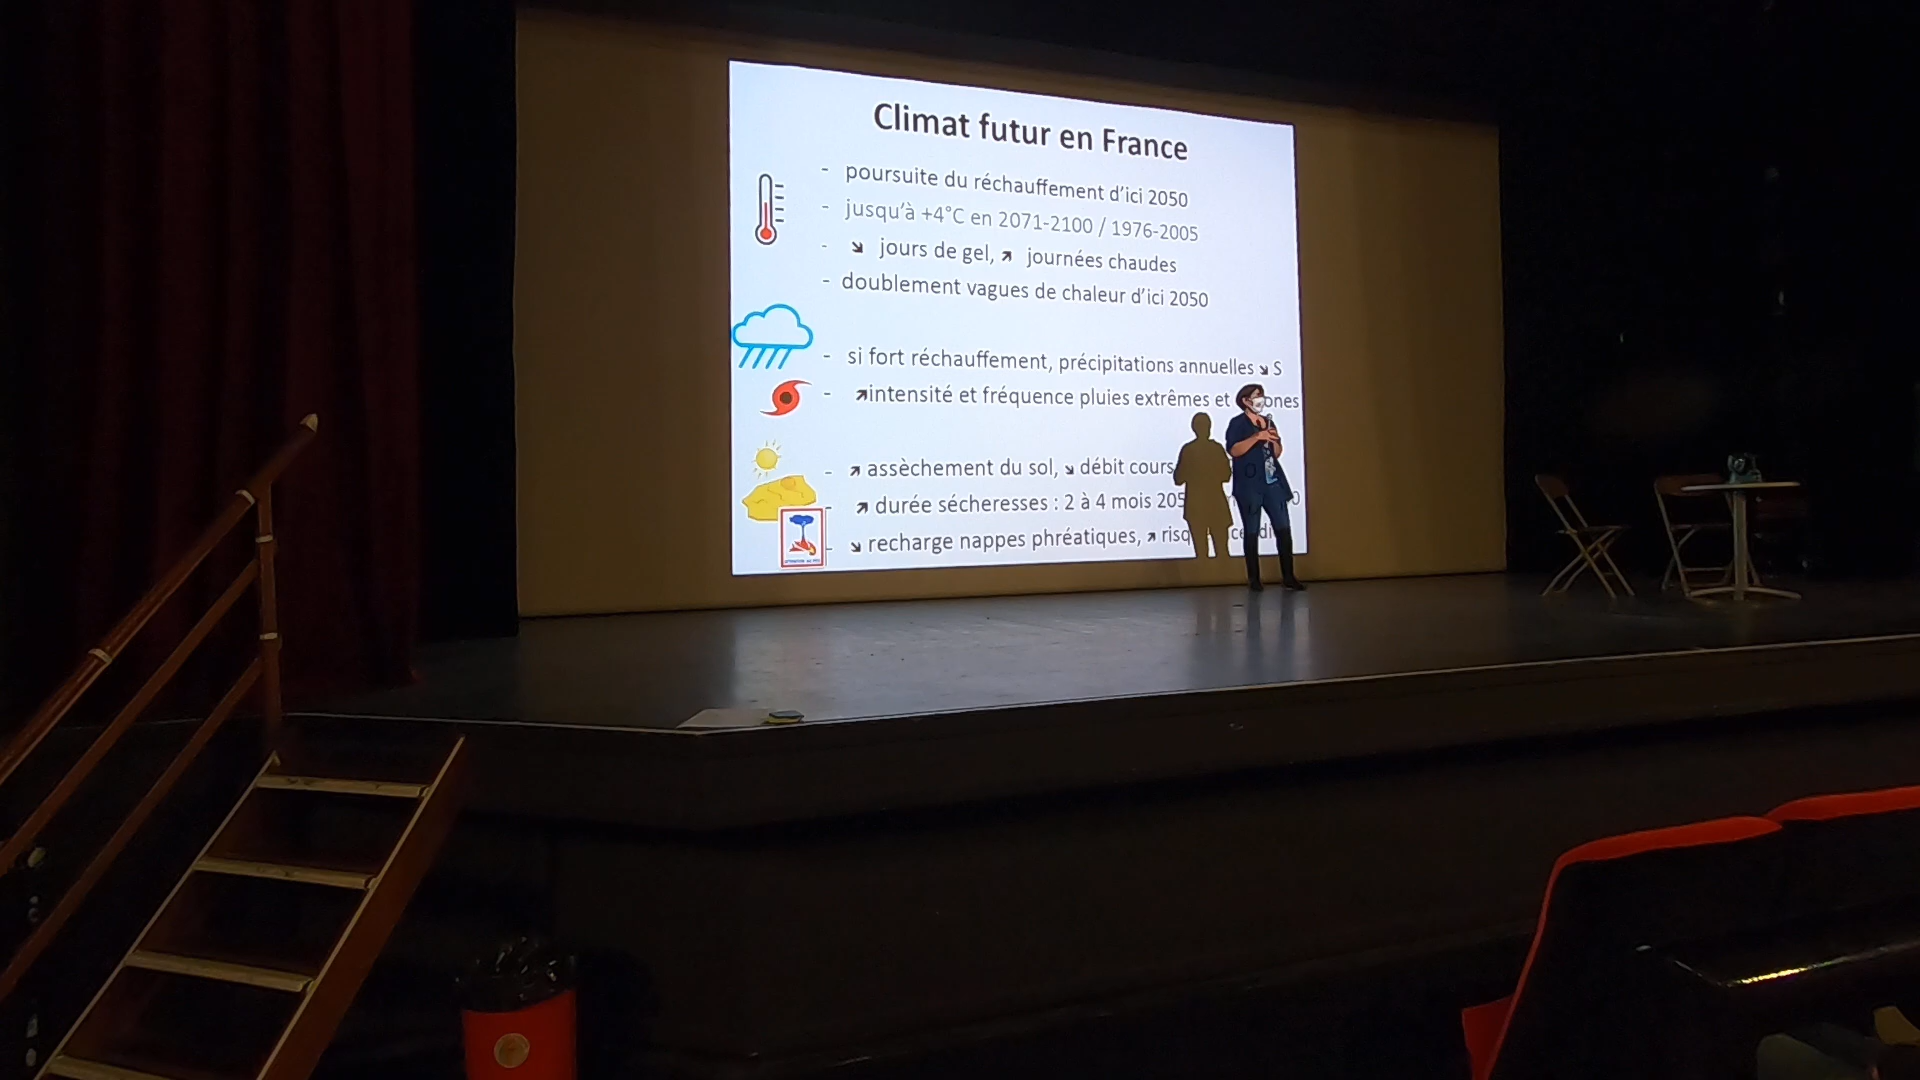 Climat futur en France
- poursuite du réchauffement d'ici 2050
- jusqu'à +4°C en 2071-2100 / 1976-2005
- ↘ jours de gel, ↗ journées chaudes
- doublement vagues de chaleur d'ici 2050
- si fort réchauffement, précipitations annuelles ↘ S
- ↗intensité et fréquence pluies extrêmes et ones
- ↗ assèchement du sol, ↘ débit cours
- ↗ durée sécheresses : 2 à 4 mois 205
- ↘ recharge nappes phréatiques, ↗ risq